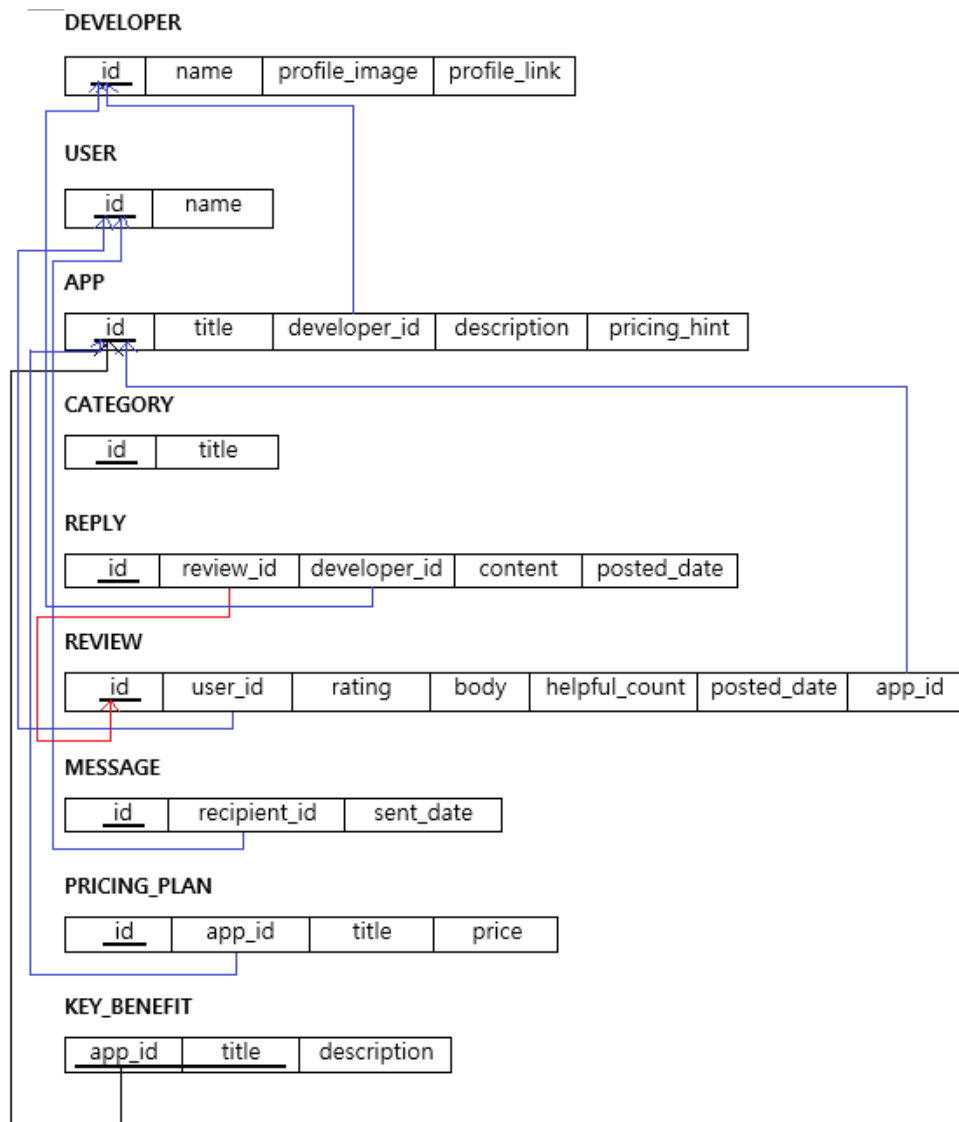 DEVELOPER
id name profile_image profile_link
USER
id name
APP
id title developer_id description pricing_hint
CATEGORY
id title
REPLY
id review_id developer_id content posted_date
REVIEW
id user_id rating body helpful_count posted_date app_id
MESSAGE
id recipient_id sent_date
PRICING_PLAN
id app_id title price
KEY_BENEFIT
app_id title description